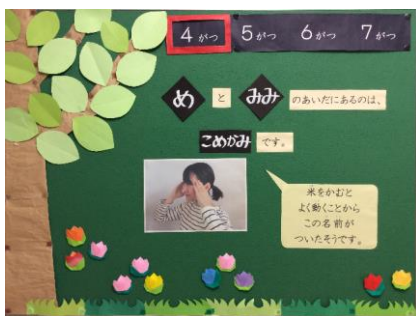 4がつ 5がつ 6がつ 7がつ
め と みみ のあいだにあるのは、
こめかみ です。
米をかむと
よく動くことから
この名前が
ついたそうです。